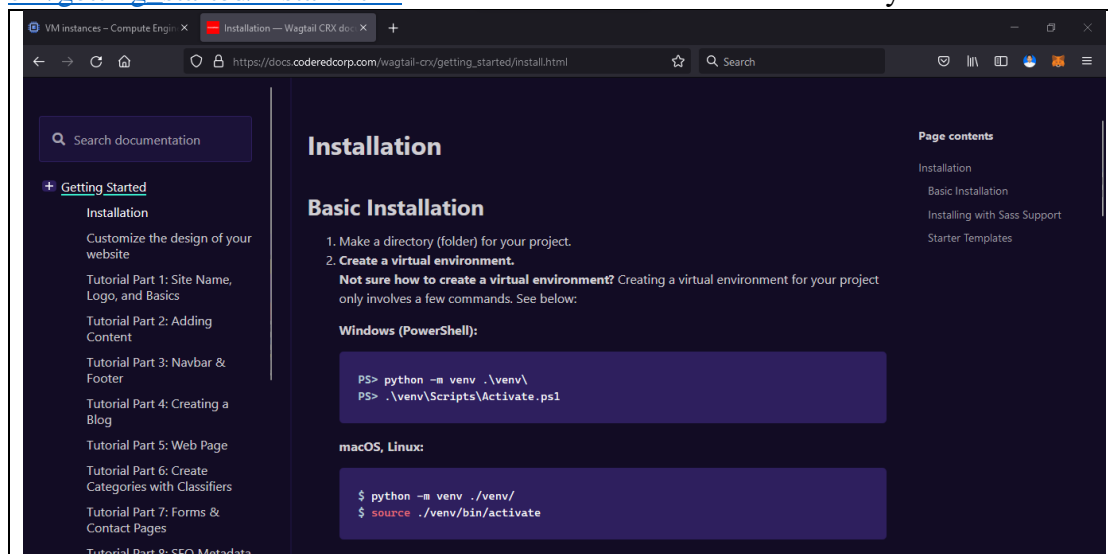 VM instances – Compute Engin
Installation — Wagtail CRX doc
https://docs.coderedcorp.com/wagtail-crx/getting_started/install.html
Search
Search documentation
Getting Started
Installation
Customize the design of your
website
Tutorial Part 1: Site Name,
Logo, and Basics
Tutorial Part 2: Adding
Content
Tutorial Part 3: Navbar &
Footer
Tutorial Part 4: Creating a
Blog
Tutorial Part 5: Web Page
Tutorial Part 6: Create
Categories with Classifiers
Tutorial Part 7: Forms &
Contact Pages
Tutorial Part 8: SEO Metadata
Installation
Basic Installation
1. Make a directory (folder) for your project.
2. Create a virtual environment.
Not sure how to create a virtual environment? Creating a virtual environment for your project
only involves a few commands. See below:
Windows (PowerShell):
PS> python -m venv .\venv\
PS> .\venv\Scripts\Activate.ps1
macOS, Linux:
$ python -m venv ./venv/
$ source ./venv/bin/activate
Page contents
Installation
Basic Installation
Installing with Sass Support
Starter Templates